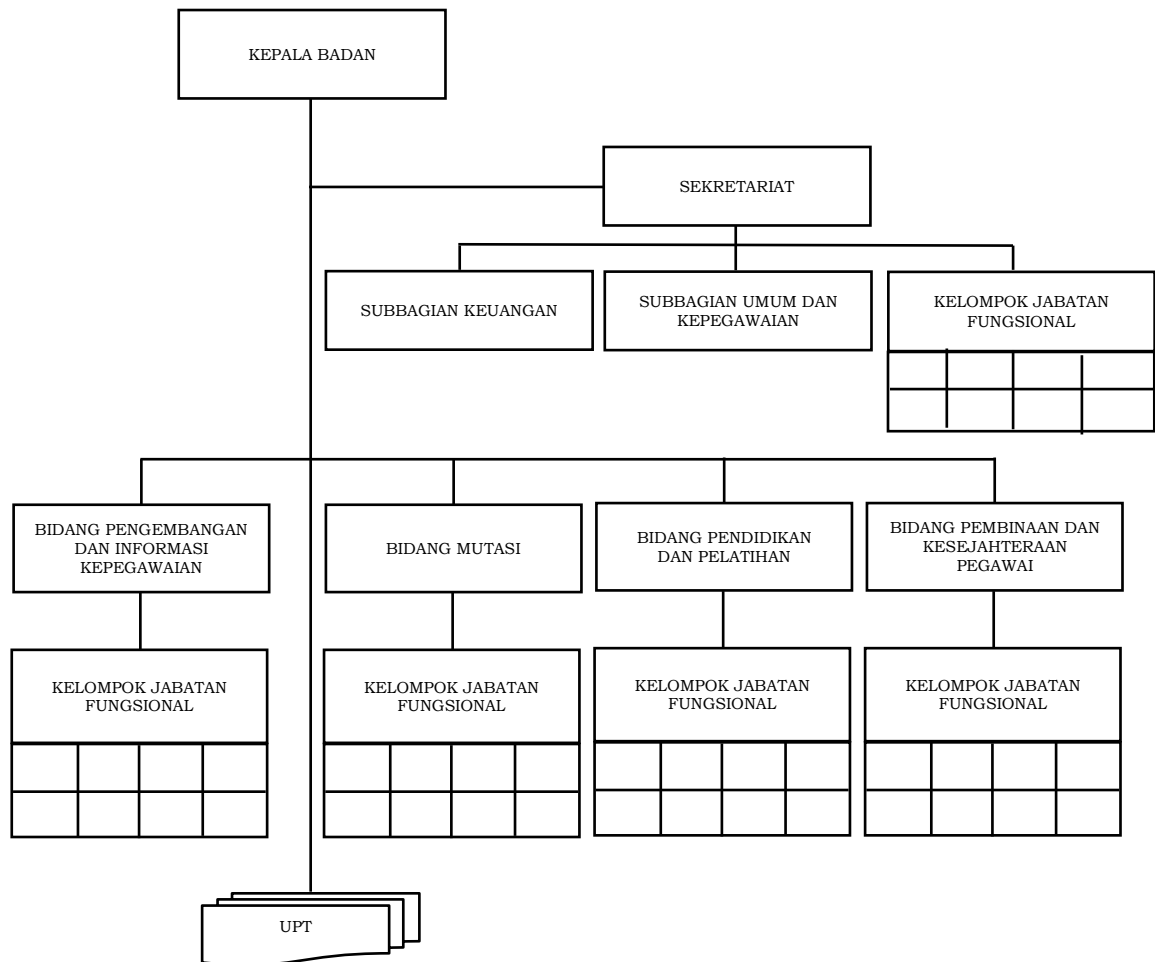 KEPALA BADAN
SEKRETARIAT
SUBBAGIAN KEUANGAN
SUBBAGIAN UMUM DAN
KEPEGAWAIAN
KELOMPOK JABATAN
FUNGSIONAL
BIDANG PENGEMBANGAN
DAN INFORMASI
KEPEGAWAIAN
BIDANG MUTASI
BIDANG PENDIDIKAN
DAN PELATIHAN
BIDANG PEMBINAAN DAN
KESEJAHTERAAN
PEGAWAI
KELOMPOK JABATAN
FUNGSIONAL
KELOMPOK JABATAN
FUNGSIONAL
KELOMPOK JABATAN
FUNGSIONAL
KELOMPOK JABATAN
FUNGSIONAL
UPT